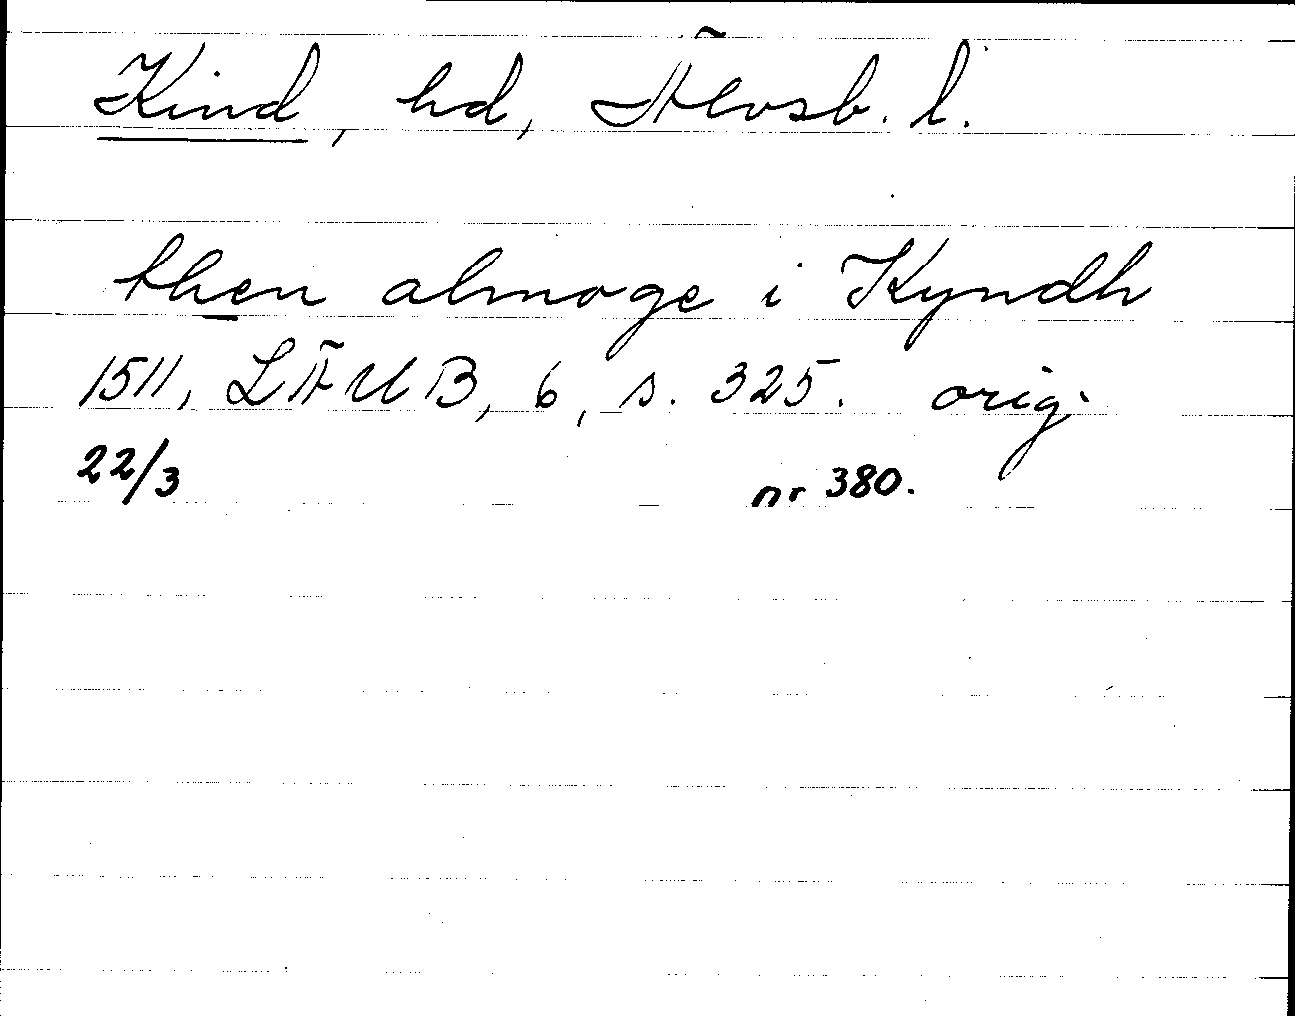 Kind, hd, Älvsb. l.
then almoge i Kyndh
1511, LÄUB, 6, s. 325. orig.
22/3 nr 380.